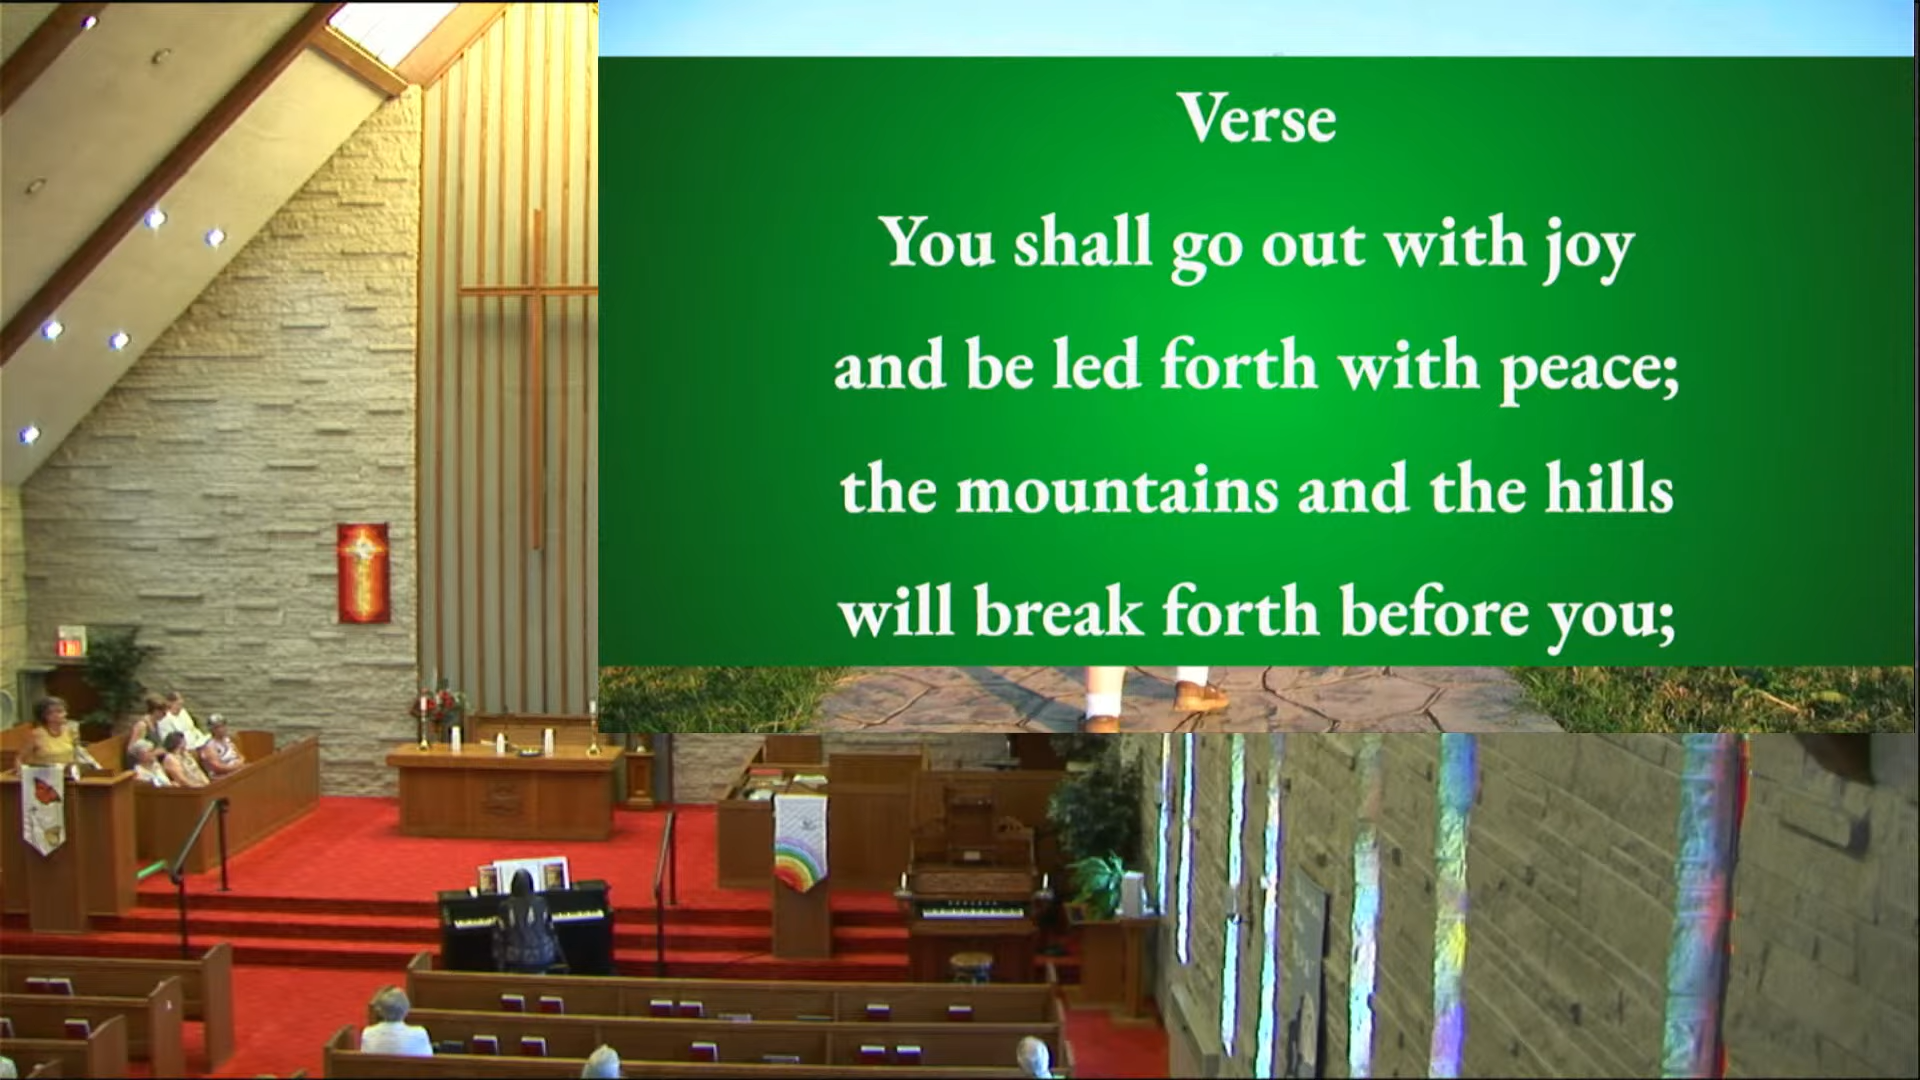 Verse
You shall go out with joy
and be led forth with peace;
the mountains and the hills
will break forth before you;